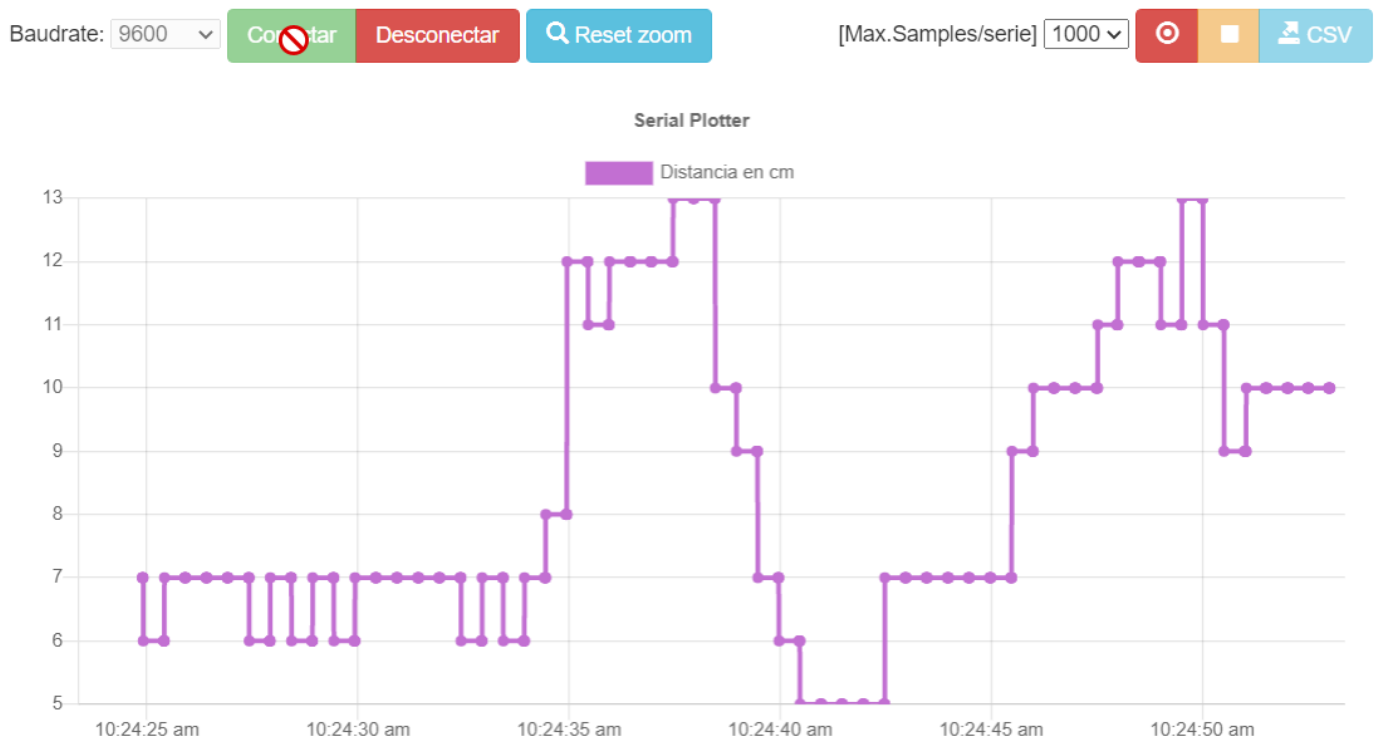 Baudrate: 9600 Conectar Desconectar Reset zoom [Max.Samples/serie] 1000 CSV
Serial Plotter
Distancia en cm
13
12
11
10
9
8
7
6
5
10:24:25 am 10:24:30 am 10:24:35 am 10:24:40 am 10:24:45 am 10:24:50 am